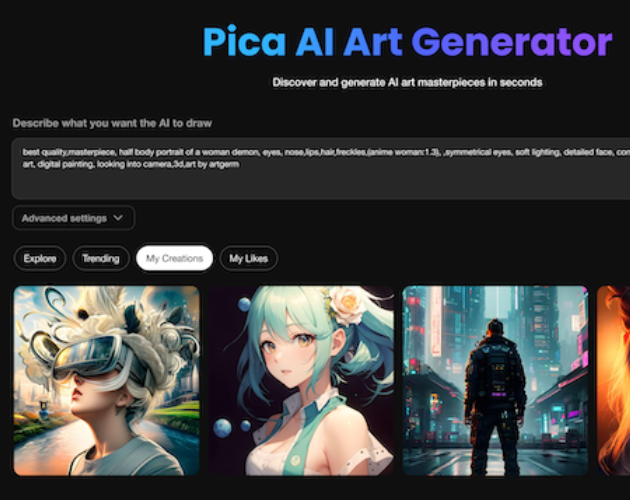 Pica AI Art Generator
Discover and generate AI art masterpieces in seconds
Describe what you want the AI to draw
best quality,masterpiece, half body portrait of a woman demon, eyes, nose,lips,hair,freckles,(anime woman:1.3), ,symmetrical eyes, soft lighting, detailed face, con
art, digital painting, looking into camera,3d,art by artgerm
Advanced settings
Explore Trending My Creations My Likes